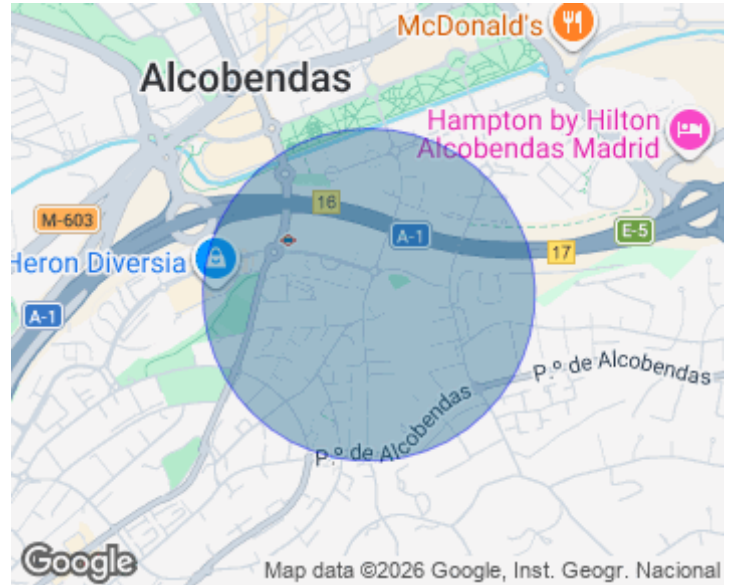 McDonald's
Alcobendas
Hampton by Hilton
Alcobendas Madrid
M-603
16
A-1
E-5
17
Heron Diversia
A-1
P.º de Alcobendas
P.º de Alcobendas
Google
Map data ©2026 Google, Inst. Geogr. Nacional